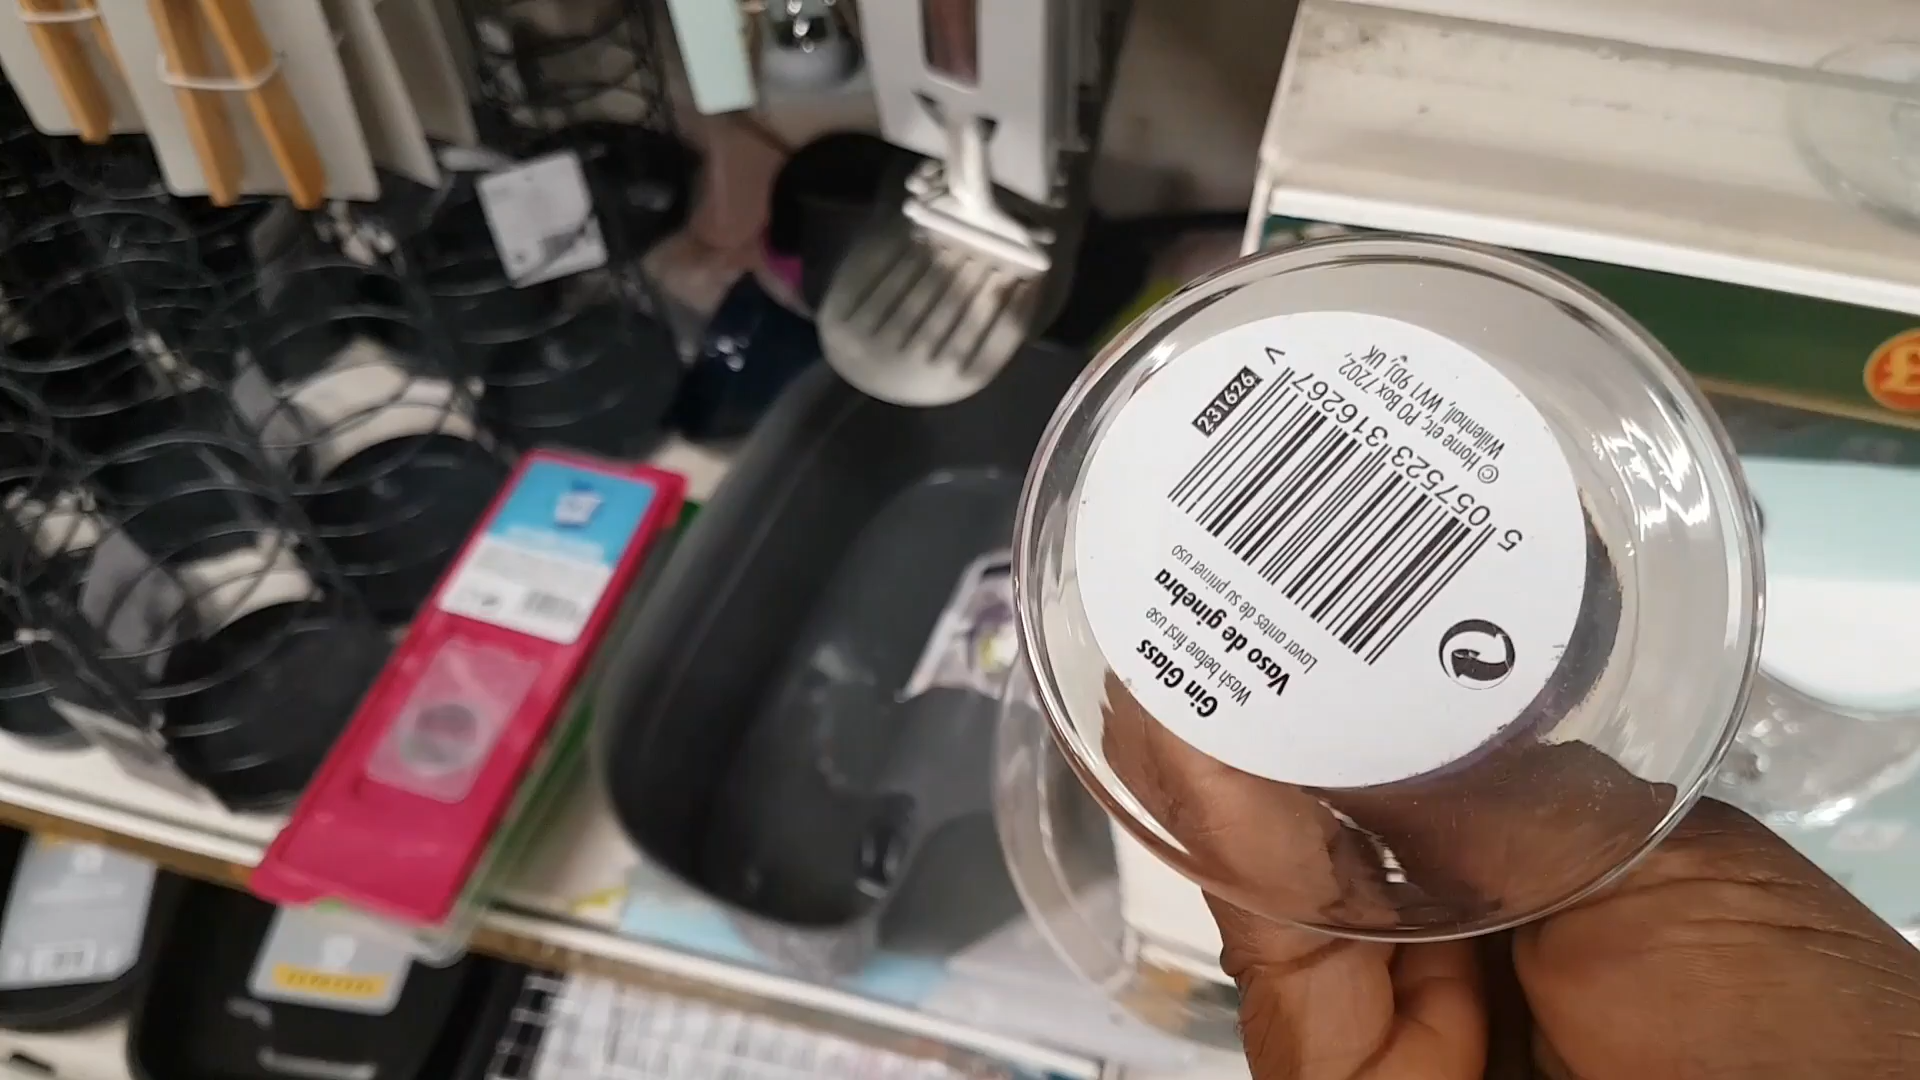 Gin Glass
Wash before first use
Vaso de ginebra
Lavar antes de su primer uso
5 057523 316267
231626
© Home etc, PO Box 7202,
Willenhall, WV1 9DJ, UK